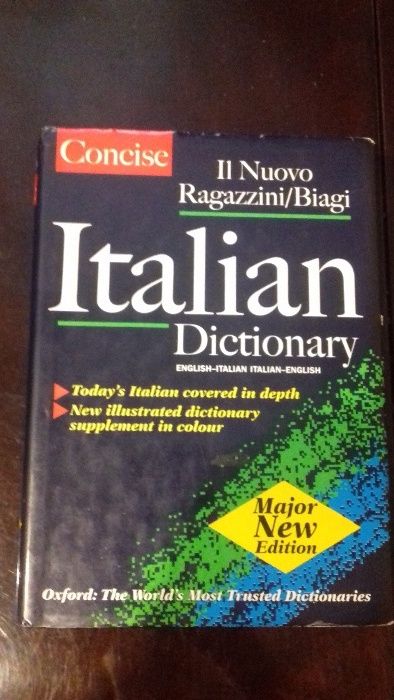 Concise
Il Nuovo
Ragazzini/Biagi
Italian
Dictionary
ENGLISH–ITALIAN ITALIAN–ENGLISH
Today's Italian covered in depth
New illustrated dictionary
supplement in colour
Major
New
Edition
Oxford: The World's Most Trusted Dictionaries